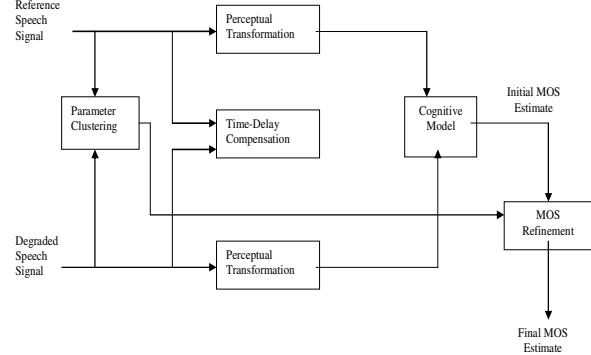 Reference
Speech
Signal
Perceptual
Transformation
Parameter
Clustering
Time-Delay
Compensation
Cognitive
Model
Initial MOS
Estimate
MOS
Refinement
Degraded
Speech
Signal
Perceptual
Transformation
Final MOS
Estimate